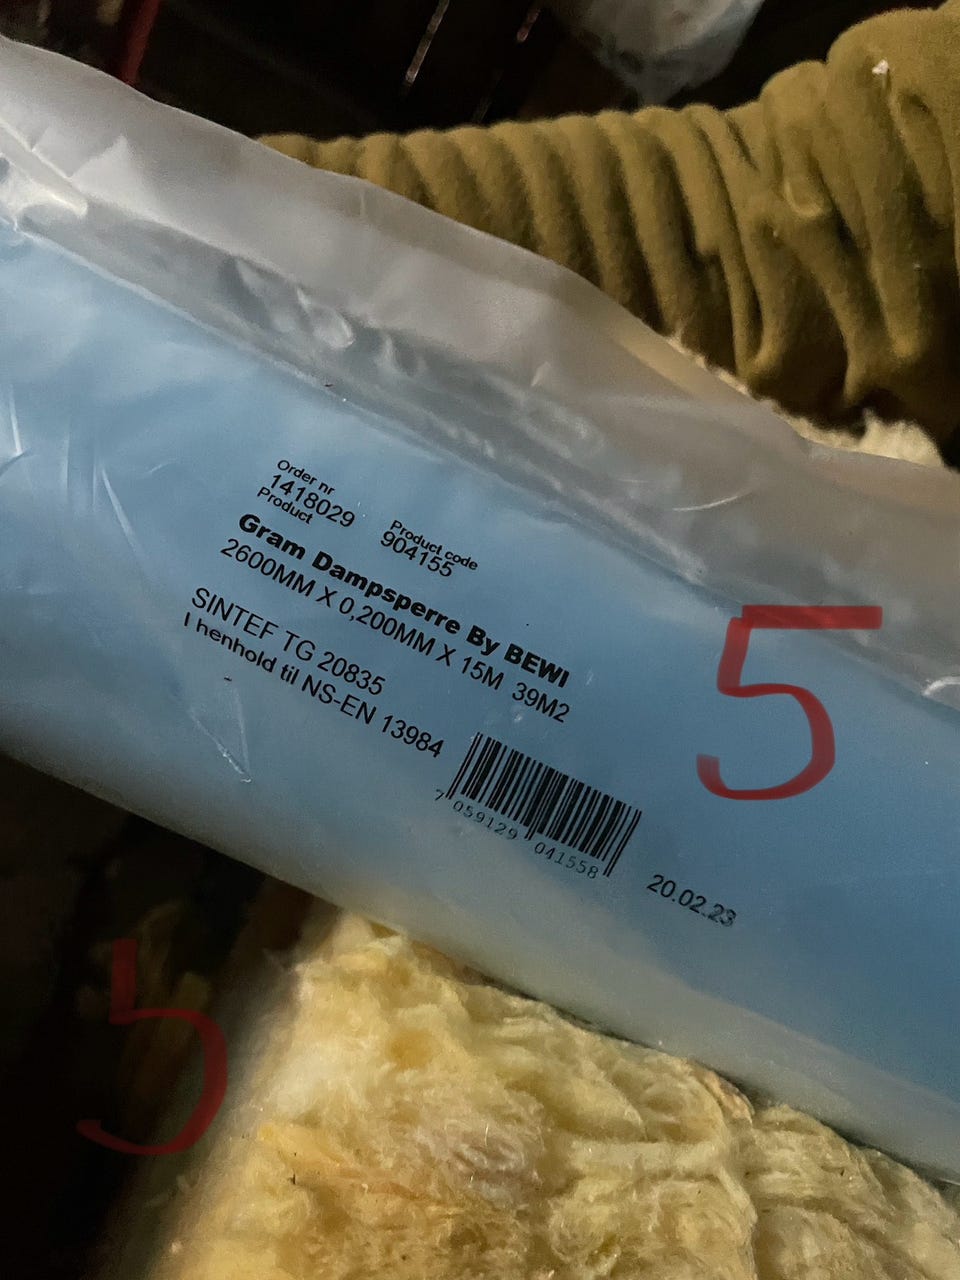 Order nr
1418029
Product
Product code
904155
Gram Dampsperre By BEWI
2600MM X 0,200MM X 15M 39M2
SINTEF TG 20835
I henhold til NS-EN 13984
7 059129 041558
20.02.23
5
5